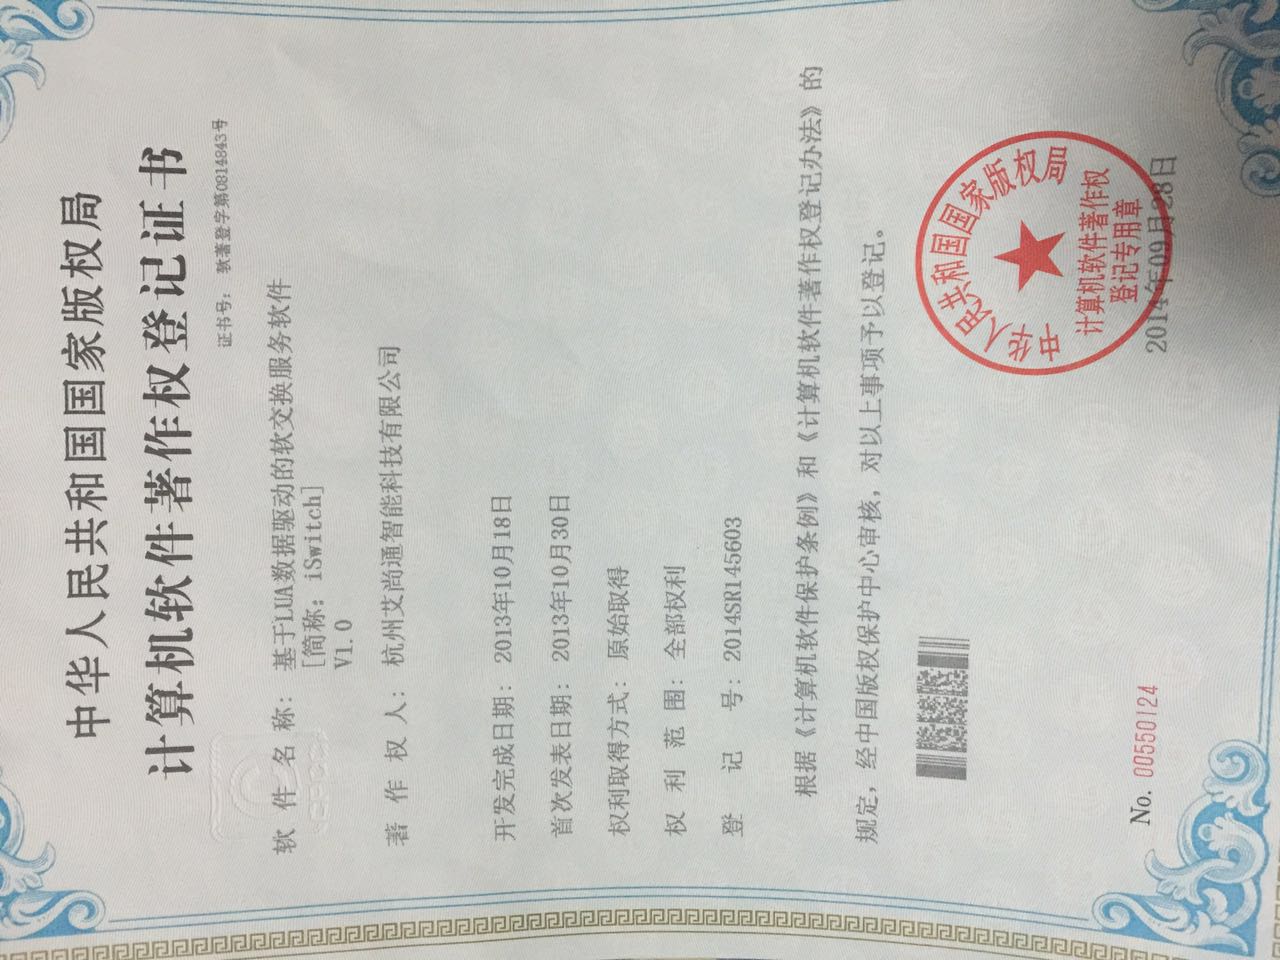 中华人民共和国国家版权局
计算机软件著作权登记证书
证书号： 软著登字第0814843号
软件名称： 基于LUA数据驱动的软交换服务软件
[简称：iSwitch]
V1.0
著作权人： 杭州艾尚通智能科技有限公司
开发完成日期： 2013年10月18日
首次发表日期： 2013年10月30日
权利取得方式： 原始取得
权利范围： 全部权利
登记号： 2014SR145603
根据《计算机软件保护条例》和《计算机软件著作权登记办法》的
规定，经中国版权保护中心审核，对以上事项予以登记。
中华人民共和国国家版权局
计算机软件著作权
登记专用章
2014年09月28日
No. 00550124